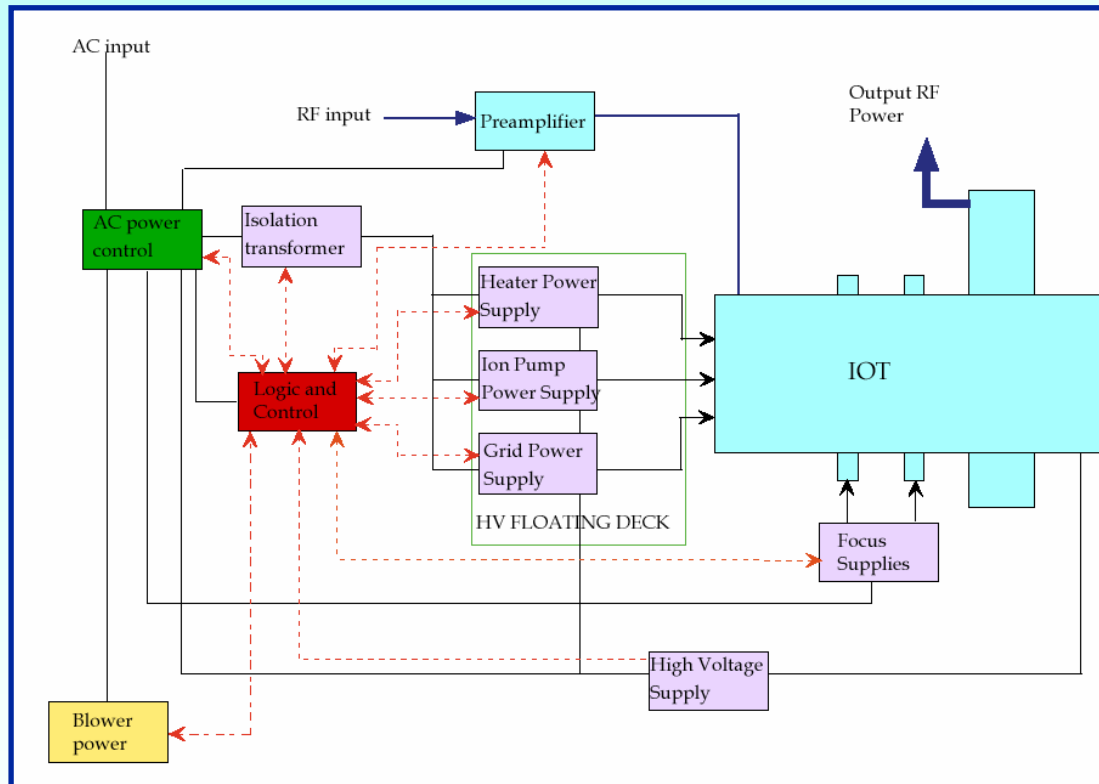 AC input
RF input
Preamplifier
Output RF
Power
AC power
control
Isolation
transformer
Heater Power
Supply
Ion Pump
Power Supply
IOT
Logic and
Control
Grid Power
Supply
HV FLOATING DECK
Focus
Supplies
High Voltage
Supply
Blower
power